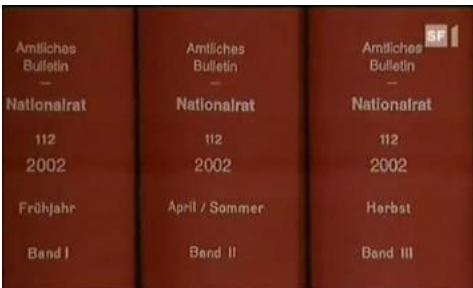 Amtliches
Bulletin
Nationalrat
112
2002
Frühjahr
Band I
Amtliches
Bulletin
Nationalrat
112
2002
April / Sommer
Band II
Amtliches
Bulletin
Nationalrat
112
2002
Herbst
Band III
SF 1